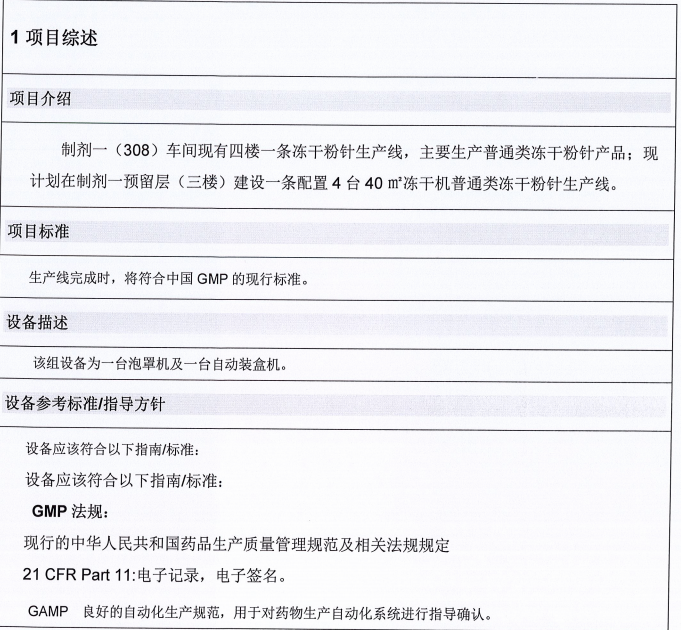 1 项目综述
项目介绍
制剂一（308）车间现有四楼一条冻干粉针生产线，主要生产普通类冻干粉针产品；现
计划在制剂一预留层（三楼）建设一条配置 4 台 40 ㎡冻干机普通类冻干粉针生产线。
项目标准
生产线完成时，将符合中国 GMP 的现行标准。
设备描述
该组设备为一台泡罩机及一台自动装盒机。
设备参考标准/指导方针
设备应该符合以下指南/标准：
设备应该符合以下指南/标准：
GMP 法规：
现行的中华人民共和国药品生产质量管理规范及相关法规规定
21 CFR Part 11:电子记录，电子签名。
GAMP 良好的自动化生产规范，用于对药物生产自动化系统进行指导确认。